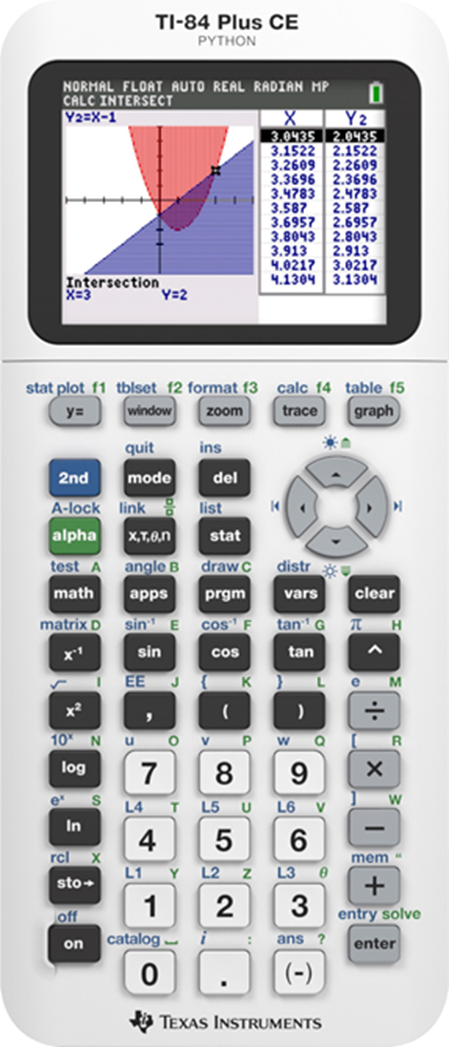 TI-84 Plus CE
PYTHON
NORMAL FLOAT AUTO REAL RADIAN MP
CALC INTERSECT
Y2=X-1
X Y2
3.0435 2.0435
3.1522 2.1522
3.2609 2.2609
3.3696 2.3696
3.4783 2.4783
3.587 2.587
3.6957 2.6957
3.8043 2.8043
3.913 2.913
4.0217 3.0217
4.1304 3.1304
Intersection
X=3 Y=2
stat plot f1 tblset f2 format f3 calc f4 table f5
y= window zoom trace graph
quit ins
2nd mode del
A-lock link list
alpha X,T,θ,n stat
test A angle B draw C distr
math apps prgm vars clear
matrix D sin⁻¹ E cos⁻¹ F tan⁻¹ G π H
x⁻¹ sin cos tan ^
√ I EE J { K } L e M
x² , ( ) ÷
10ˣ N u O v P w Q [ R
log 7 8 9 ×
eˣ S L4 T L5 U L6 V ] W
ln 4 5 6 −
rcl X L1 Y L2 Z L3 θ mem "
sto→ 1 2 3 +
off catalog ⎵ i : ans ? entry solve
on 0 . (-) enter
TEXAS INSTRUMENTS